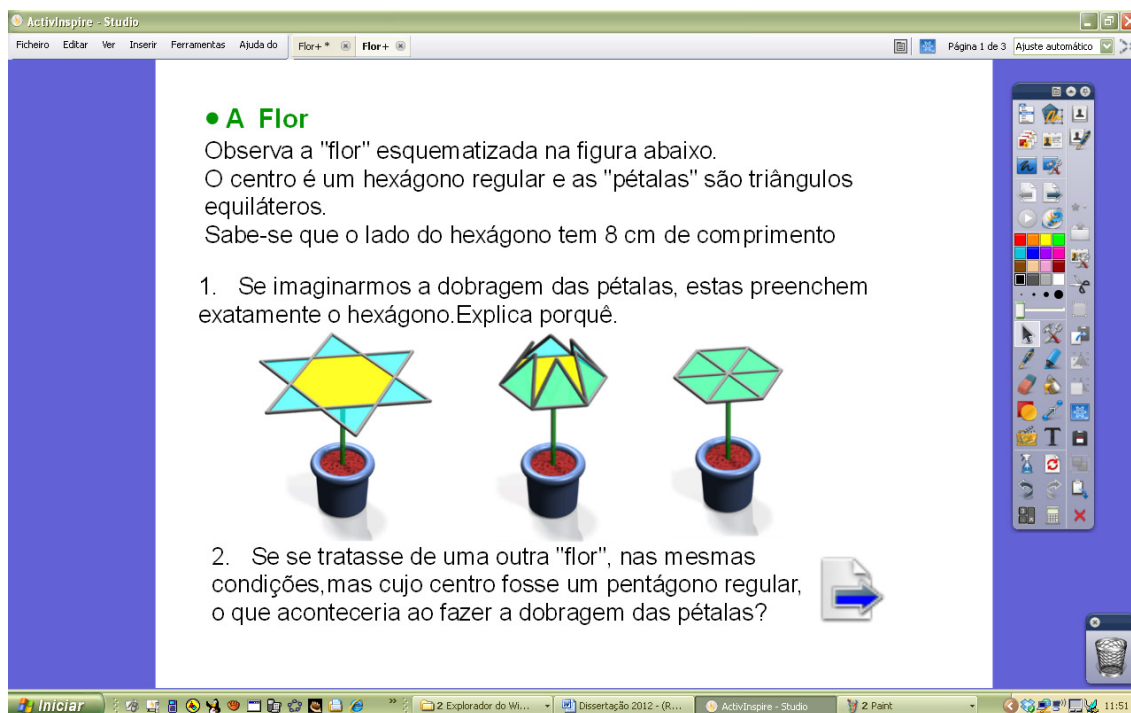 ActivInspire - Studio
Ficheiro Editar Ver Inserir Ferramentas Ajuda do Flor+ * Flor+ Página 1 de 3 Ajuste automático
• A Flor
Observa a "flor" esquematizada na figura abaixo.
O centro é um hexágono regular e as "pétalas" são triângulos
equiláteros.
Sabe-se que o lado do hexágono tem 8 cm de comprimento
1. Se imaginarmos a dobragem das pétalas, estas preenchem
exatamente o hexágono.Explica porquê.
2. Se se tratasse de uma outra "flor", nas mesmas
condições,mas cujo centro fosse um pentágono regular,
o que aconteceria ao fazer a dobragem das pétalas?
Iniciar 2 Explorador do Wi... Dissertação 2012 - (R... ActivInspire - Studio 2 Paint 11:51